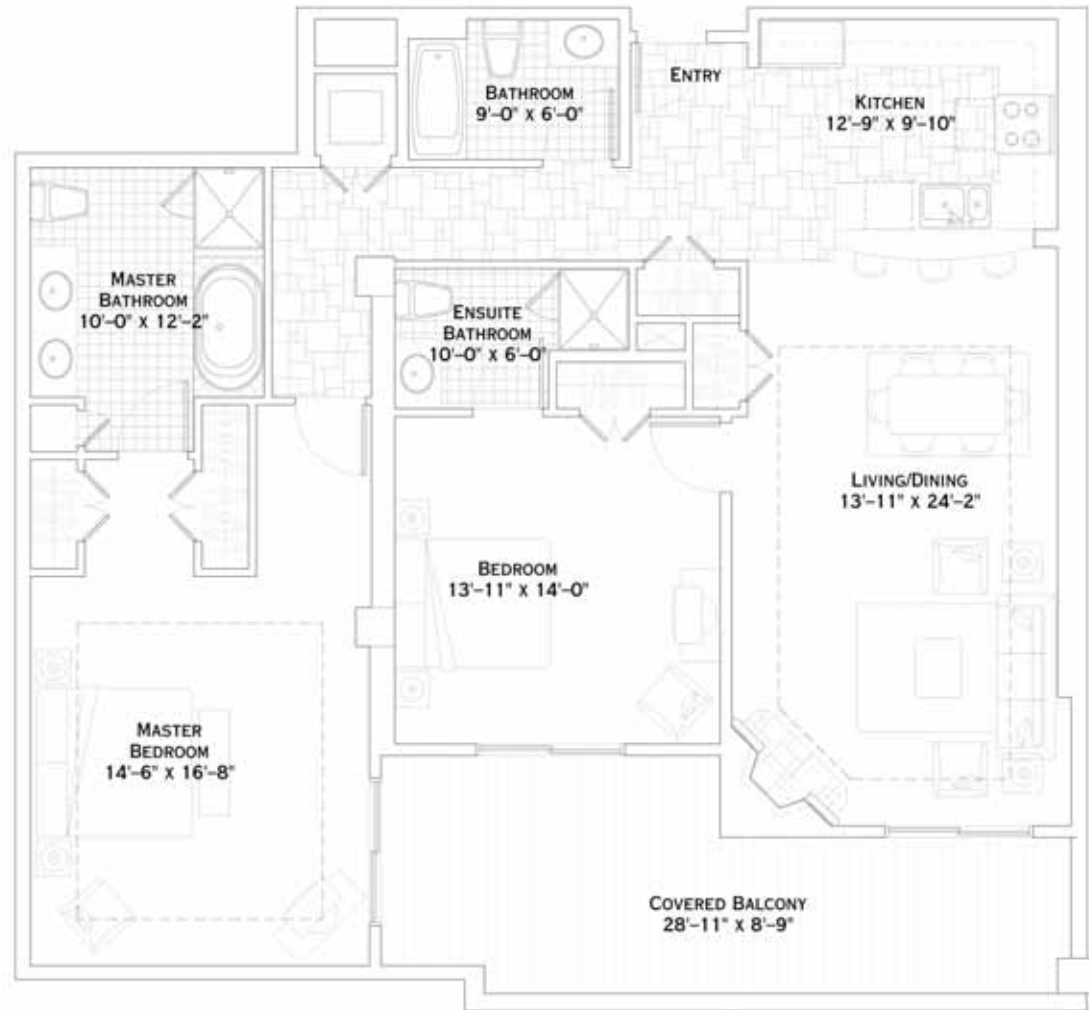 BATHROOM
9'-0" X 6'-0"
ENTRY
KITCHEN
12'-9" X 9'-10"
MASTER
BATHROOM
10'-0" X 12'-2"
ENSUITE
BATHROOM
10'-0" X 6'-0"
LIVING/DINING
13'-11" X 24'-2"
BEDROOM
13'-11" X 14'-0"
MASTER
BEDROOM
14'-6" X 16'-8"
COVERED BALCONY
28'-11" X 8'-9"